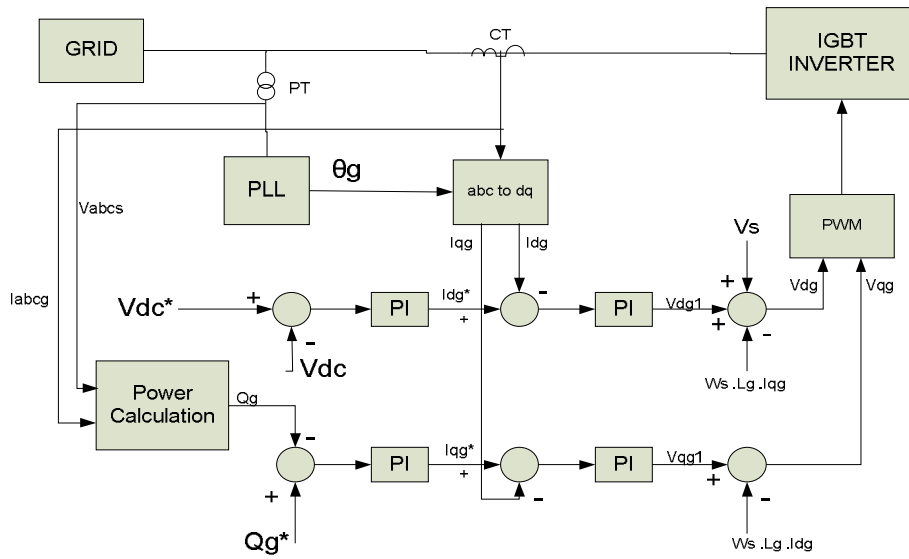 GRID
CT
IGBT
INVERTER
PT
PLL
θg
abc to dq
Vabcs
Iqg
Idg
PWM
Vs
Iabcg
Vdc*
+
-
Vdc
PI
Idg*
+
-
PI
Vdg1
+
+
-
Vdg
Vqg
Ws .Lg .Iqg
Power
Calculation
Qg
-
+
Qg*
PI
Iqg*
+
-
PI
Vqg1
+
-
Ws .Lg .Idg